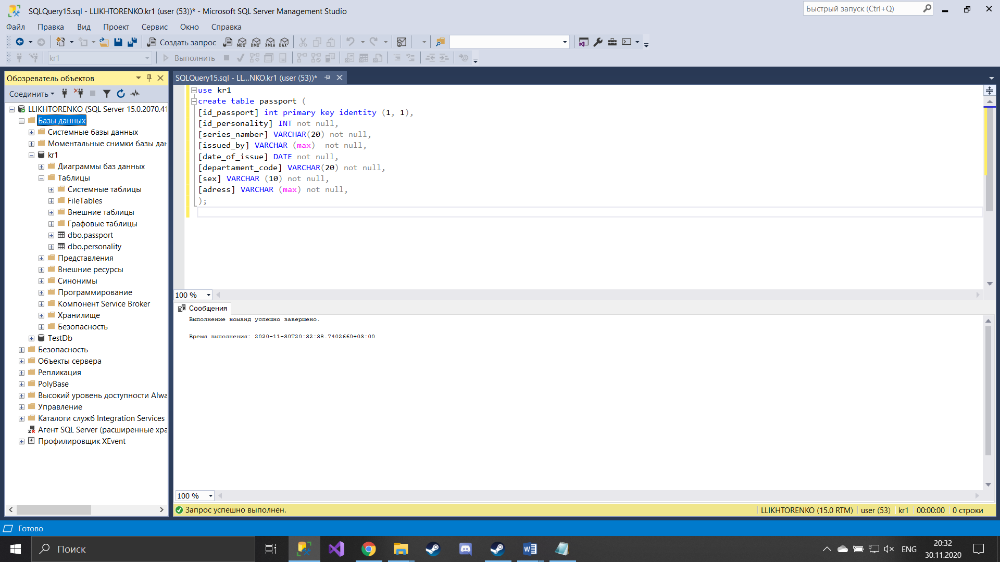 SQLQuery15.sql - LLIKHTORENKO.kr1 (user (53))* - Microsoft SQL Server Management Studio
Быстрый запуск (Ctrl+Q)
Файл Правка Вид Проект Сервис Окно Справка
Создать запрос MDX DMX XMLA DAX
kr1 Выполнить
Обозреватель объектов
Соединить
LLIKHTORENKO (SQL Server 15.0.2070.41
Базы данных
Системные базы данных
Моментальные снимки базы дан
kr1
Диаграммы баз данных
Таблицы
Системные таблицы
FileTables
Внешние таблицы
Графовые таблицы
dbo.passport
dbo.personality
Представления
Внешние ресурсы
Синонимы
Программирование
Компонент Service Broker
Хранилище
Безопасность
TestDb
Безопасность
Объекты сервера
Репликация
PolyBase
Высокий уровень доступности Alwa
Управление
Каталоги служб Integration Services
Агент SQL Server (расширенные хра
Профилировщик XEvent
SQLQuery15.sql - LL...NKO.kr1 (user (53))*
use kr1
create table passport (
[id_passport] int primary key identity (1, 1),
[id_personality] INT not null,
[series_namber] VARCHAR(20) not null,
[issued_by] VARCHAR (max)  not null,
[date_of_issue] DATE not null,
[departament_code] VARCHAR(20) not null,
[sex] VARCHAR (10) not null,
[adress] VARCHAR (max) not null,
);
100 %
Сообщения
Выполнение команд успешно завершено.
Время выполнения: 2020-11-30T20:32:38.7402660+03:00
100 %
Запрос успешно выполнен.
LLIKHTORENKO (15.0 RTM) user (53) kr1 00:00:00 0 строки
Готово
Поиск
ENG
20:32
30.11.2020